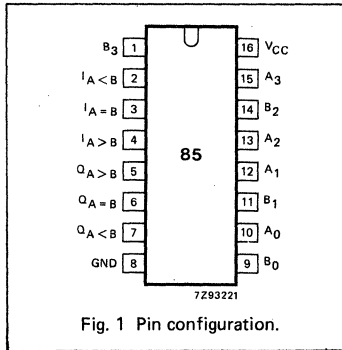 B3 1 16 VCC
IA<B 2 15 A3
IA=B 3 14 B2
IA>B 4 13 A2
85
QA>B 5 12 A1
QA=B 6 11 B1
QA<B 7 10 A0
GND 8 9 B0
7Z93221
Fig. 1 Pin configuration.